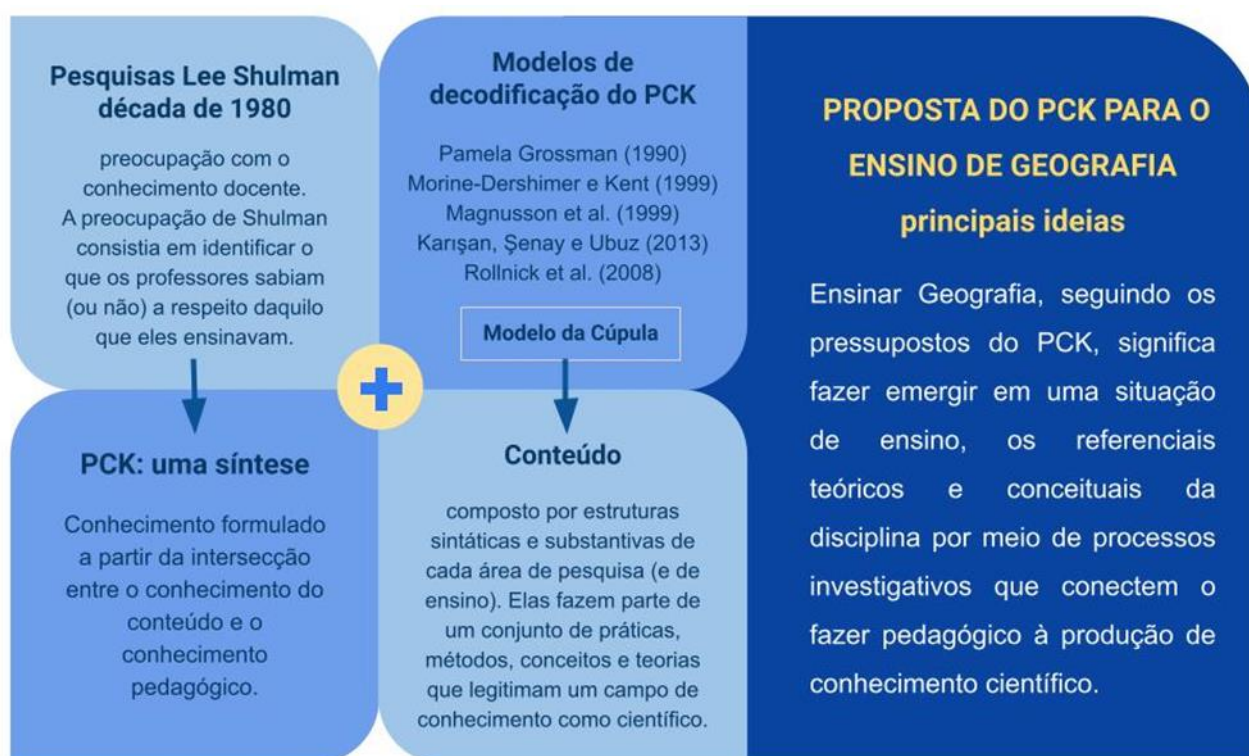 Pesquisas Lee Shulman
década de 1980
preocupação com o
conhecimento docente.
A preocupação de Shulman
consistia em identificar o
que os professores sabiam
(ou não) a respeito daquilo
que eles ensinavam.
PCK: uma síntese
Conhecimento formulado
a partir da intersecção
entre o conhecimento do
conteúdo e o
conhecimento
pedagógico.
Modelos de
decodificação do PCK
Pamela Grossman (1990)
Morine-Dershimer e Kent (1999)
Magnusson et al. (1999)
Karışan, Şenay e Ubuz (2013)
Rollnick et al. (2008)
Modelo da Cúpula
Conteúdo
composto por estruturas
sintáticas e substantivas de
cada área de pesquisa (e de
ensino). Elas fazem parte de
um conjunto de práticas,
métodos, conceitos e teorias
que legitimam um campo de
conhecimento como científico.
PROPOSTA DO PCK PARA O
ENSINO DE GEOGRAFIA
principais ideias
Ensinar Geografia, seguindo os
pressupostos do PCK, significa
fazer emergir em uma situação
de ensino, os referenciais
teóricos e conceituais da
disciplina por meio de processos
investigativos que conectem o
fazer pedagógico à produção de
conhecimento científico.